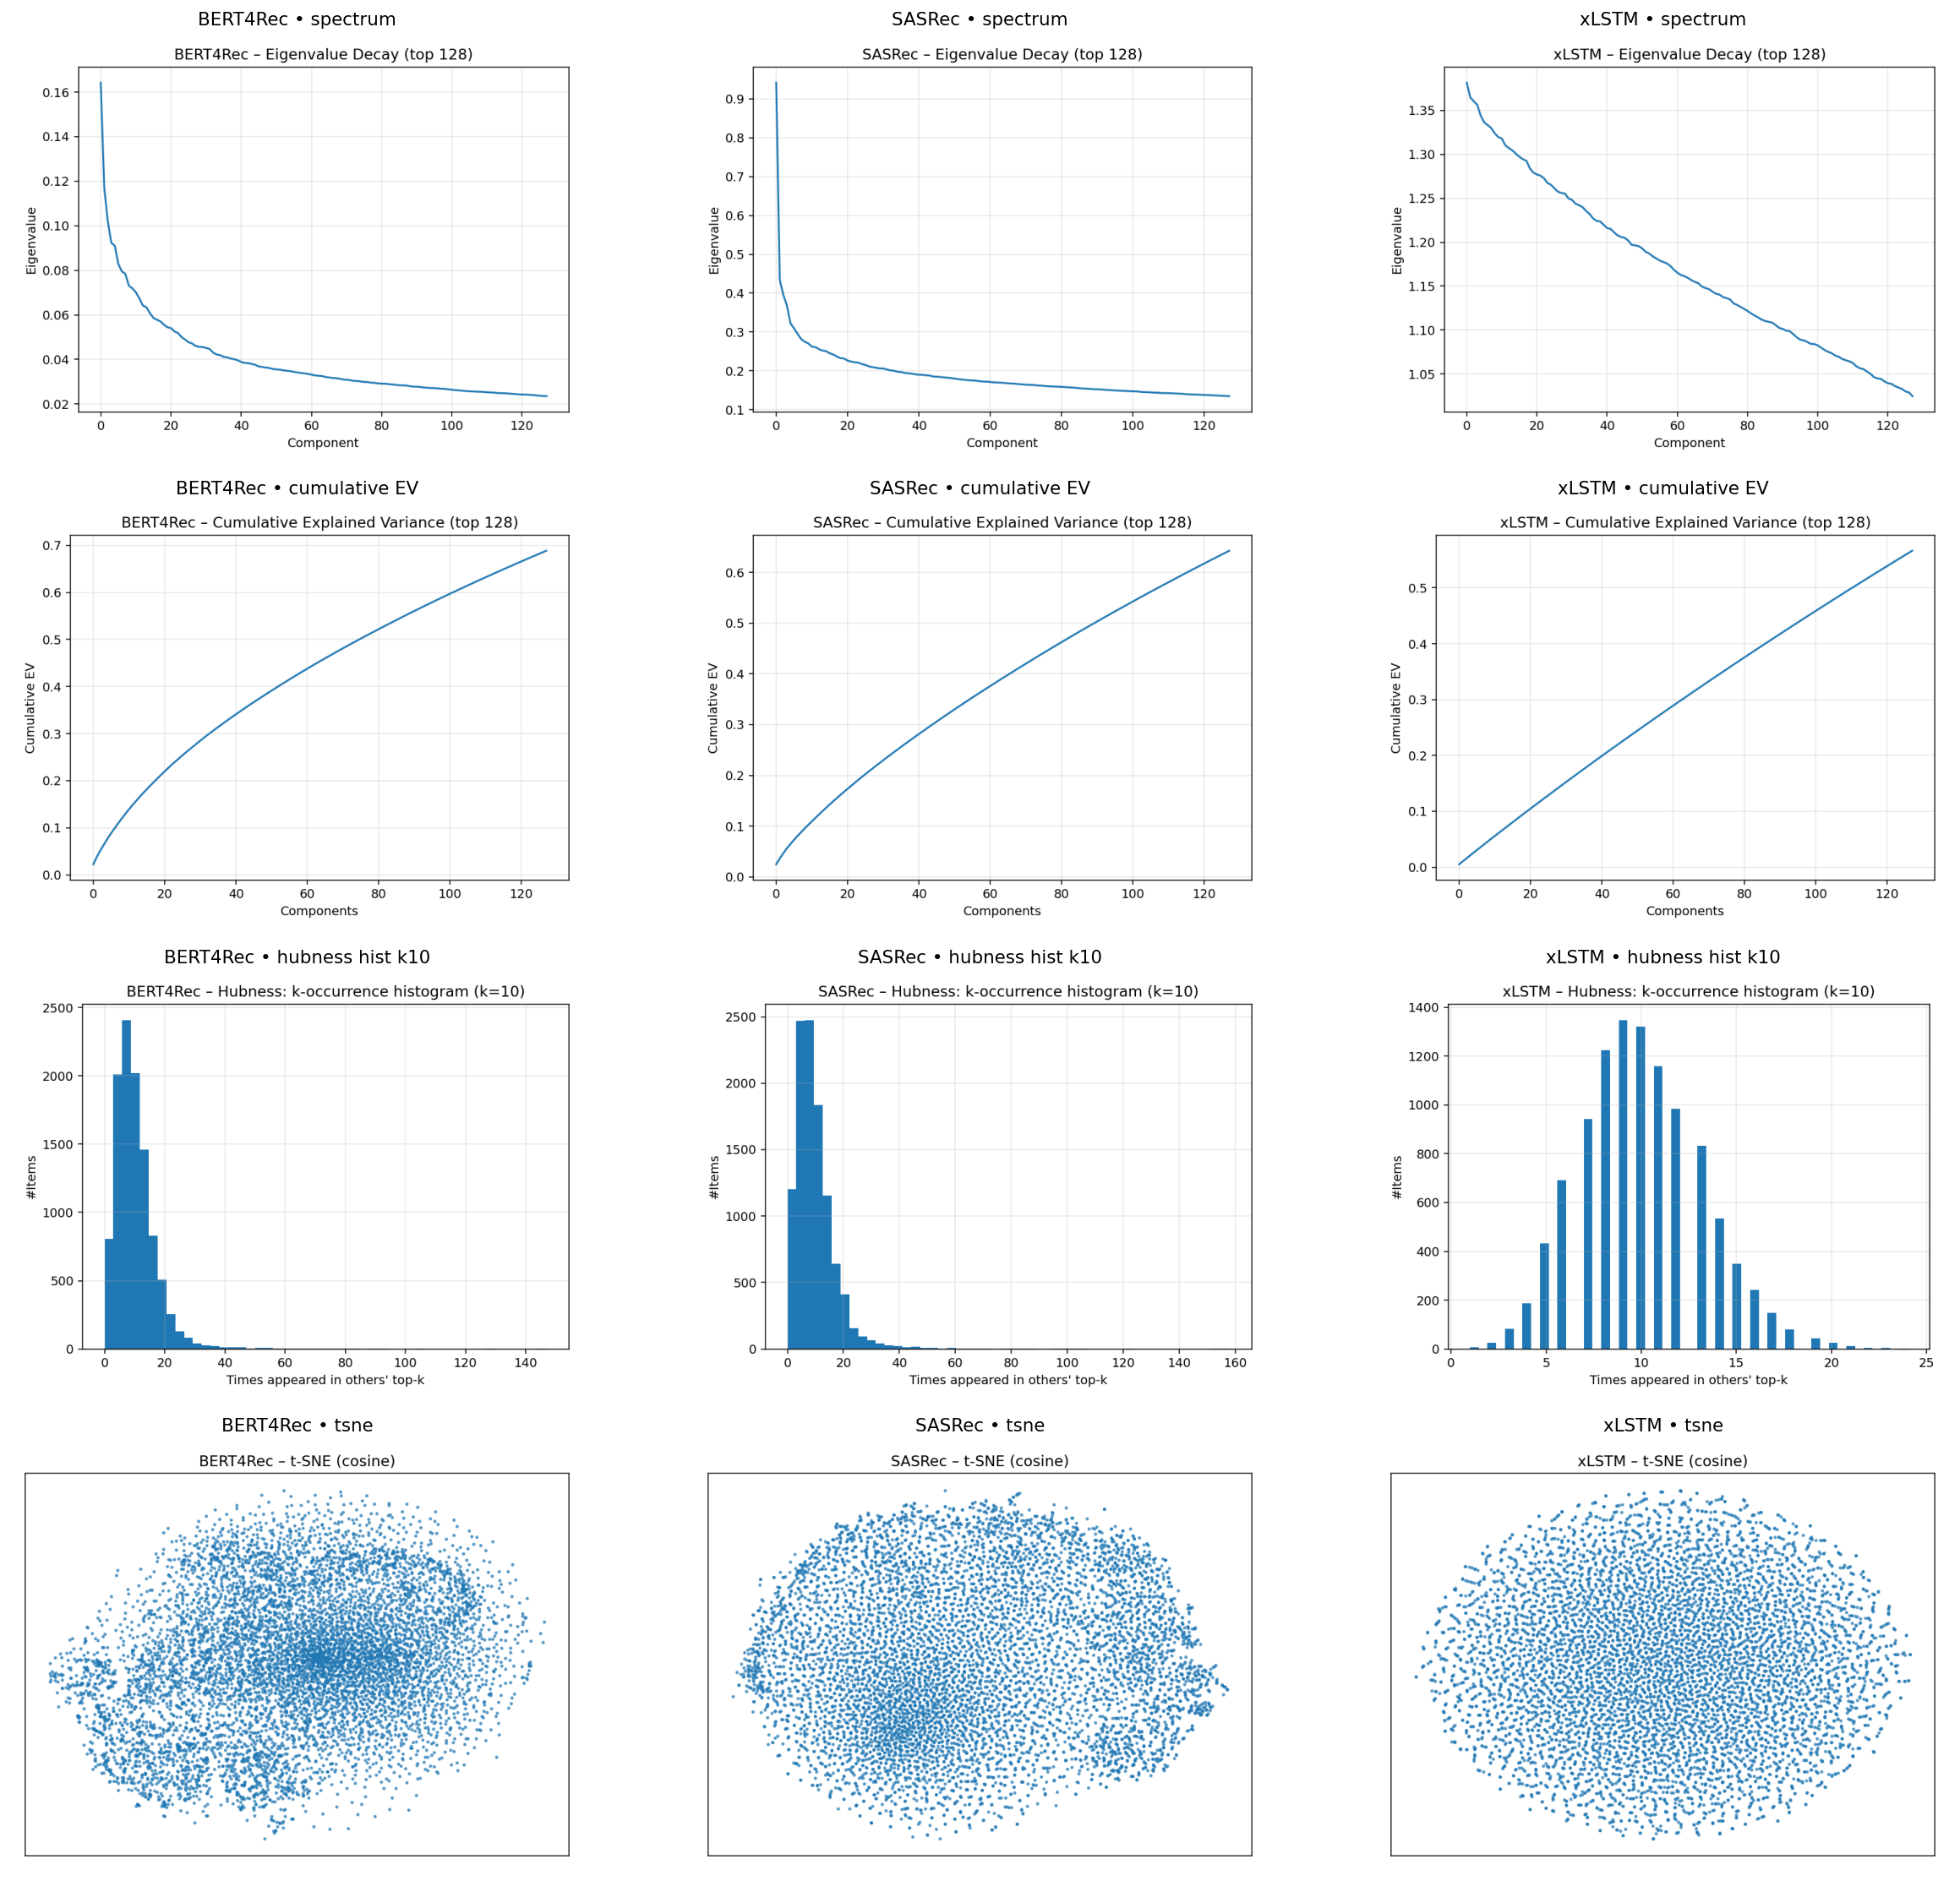 BERT4Rec • spectrum
SASRec • spectrum
xLSTM • spectrum
BERT4Rec – Eigenvalue Decay (top 128)
SASRec – Eigenvalue Decay (top 128)
xLSTM – Eigenvalue Decay (top 128)
Eigenvalue
0.16
0.14
0.12
0.10
0.08
0.06
0.04
0.02
0 20 40 60 80 100 120
Component
Eigenvalue
0.9
0.8
0.7
0.6
0.5
0.4
0.3
0.2
0.1
0 20 40 60 80 100 120
Component
Eigenvalue
1.35
1.30
1.25
1.20
1.15
1.10
1.05
0 20 40 60 80 100 120
Component
BERT4Rec • cumulative EV
SASRec • cumulative EV
xLSTM • cumulative EV
BERT4Rec – Cumulative Explained Variance (top 128)
SASRec – Cumulative Explained Variance (top 128)
xLSTM – Cumulative Explained Variance (top 128)
Cumulative EV
0.7
0.6
0.5
0.4
0.3
0.2
0.1
0.0
0 20 40 60 80 100 120
Components
Cumulative EV
0.6
0.5
0.4
0.3
0.2
0.1
0.0
0 20 40 60 80 100 120
Components
Cumulative EV
0.5
0.4
0.3
0.2
0.1
0.0
0 20 40 60 80 100 120
Components
BERT4Rec • hubness hist k10
SASRec • hubness hist k10
xLSTM • hubness hist k10
BERT4Rec – Hubness: k-occurrence histogram (k=10)
SASRec – Hubness: k-occurrence histogram (k=10)
xLSTM – Hubness: k-occurrence histogram (k=10)
#Items
2500
2000
1500
1000
500
0
0 20 40 60 80 100 120 140
Times appeared in others' top-k
#Items
2500
2000
1500
1000
500
0
0 20 40 60 80 100 120 140 160
Times appeared in others' top-k
#Items
1400
1200
1000
800
600
400
200
0
0 5 10 15 20 25
Times appeared in others' top-k
BERT4Rec • tsne
SASRec • tsne
xLSTM • tsne
BERT4Rec – t-SNE (cosine)
SASRec – t-SNE (cosine)
xLSTM – t-SNE (cosine)